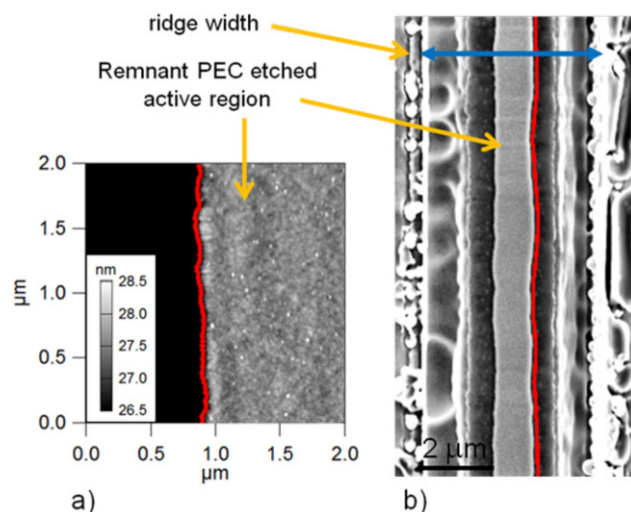 ridge width
Remnant PEC etched
active region
2.0
1.5
1.0
0.5
0.0
μm
nm
28.5
28.0
27.5
27.0
26.5
0.0 0.5 1.0 1.5 2.0
μm
2 μm
a)
b)